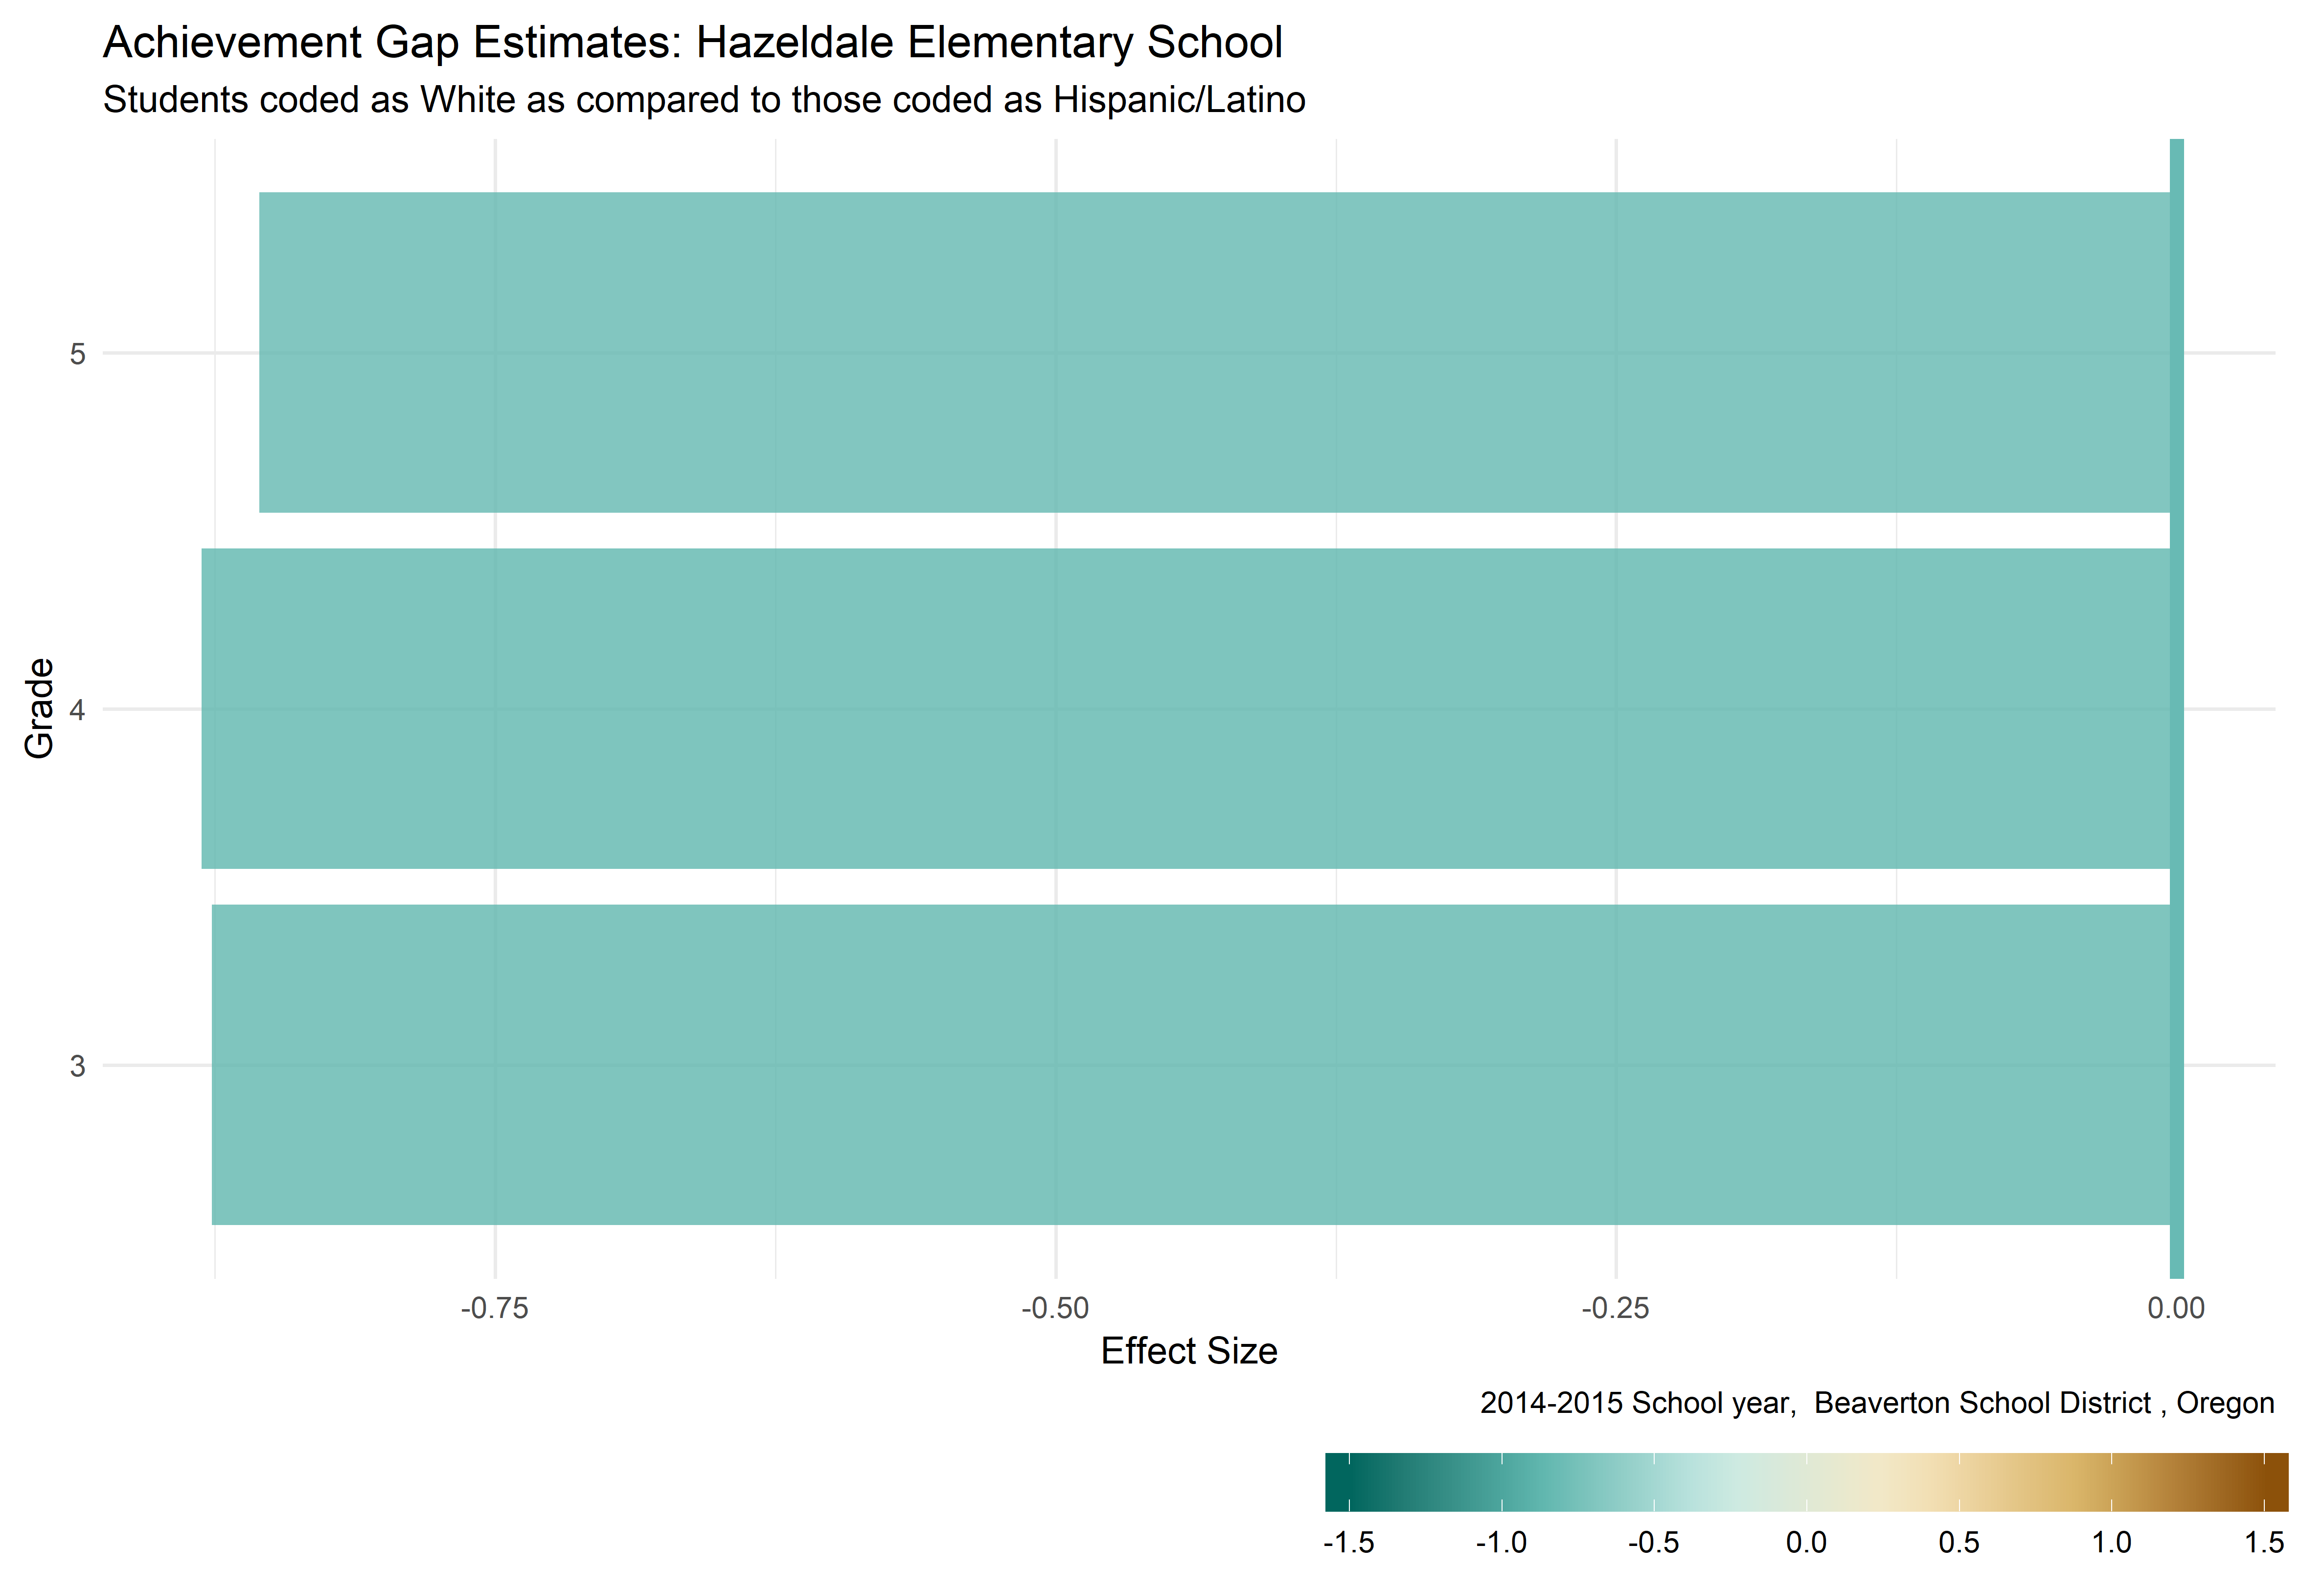 Achievement Gap Estimates: Hazeldale Elementary School
Students coded as White as compared to those coded as Hispanic/Latino
5
4
3
Grade
-0.75 -0.50 -0.25 0.00
Effect Size
2014-2015 School year,  Beaverton School District , Oregon
-1.5 -1.0 -0.5 0.0 0.5 1.0 1.5